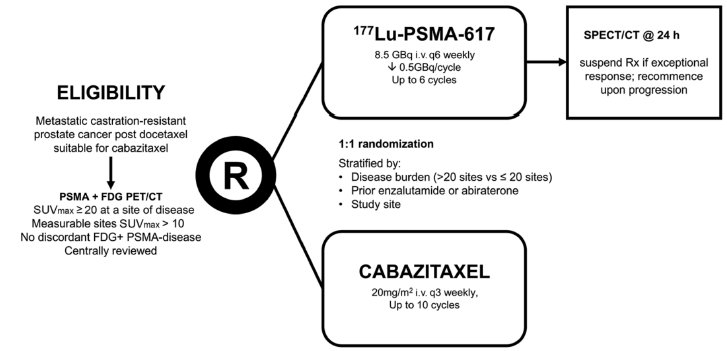 ELIGIBILITY
Metastatic castration-resistant
prostate cancer post docetaxel
suitable for cabazitaxel
PSMA + FDG PET/CT
SUVmax ≥ 20 at a site of disease
Measurable sites SUVmax > 10
No discordant FDG+ PSMA-disease
Centrally reviewed
R
177Lu-PSMA-617
8.5 GBq i.v. q6 weekly
↓ 0.5GBq/cycle
Up to 6 cycles
SPECT/CT @ 24 h
suspend Rx if exceptional
response; recommence
upon progression
1:1 randomization
Stratified by:
• Disease burden (>20 sites vs ≤ 20 sites)
• Prior enzalutamide or abiraterone
• Study site
CABAZITAXEL
20mg/m² i.v. q3 weekly,
Up to 10 cycles